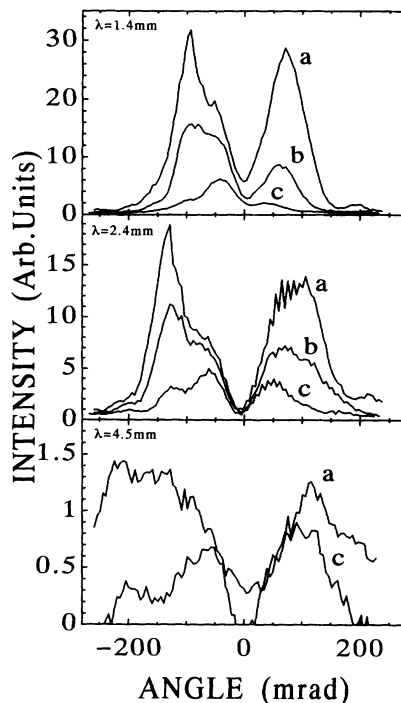 λ=1.4mm
30
a
20
b
10
c
0
λ=2.4mm
15
a
10
b
5
c
0
λ=4.5mm
1.5
a
1
c
0.5
0
−200 0 200
ANGLE (mrad)
INTENSITY (Arb.Units)